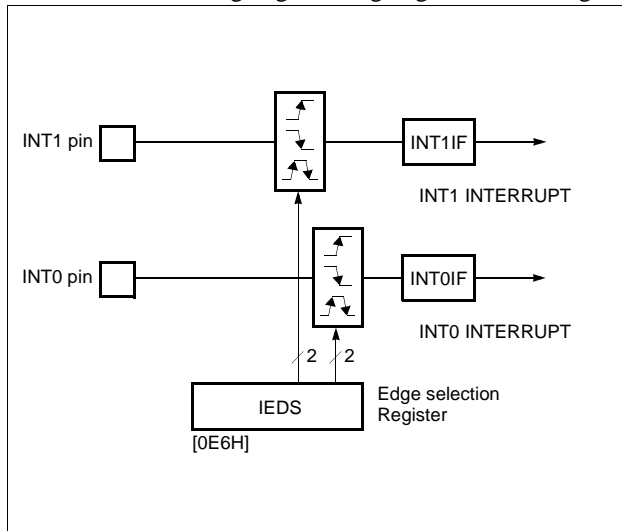 INT1 pin
INT1IF
INT1 INTERRUPT
INT0 pin
INT0IF
INT0 INTERRUPT
2 2
IEDS
Edge selection
Register
[0E6H]